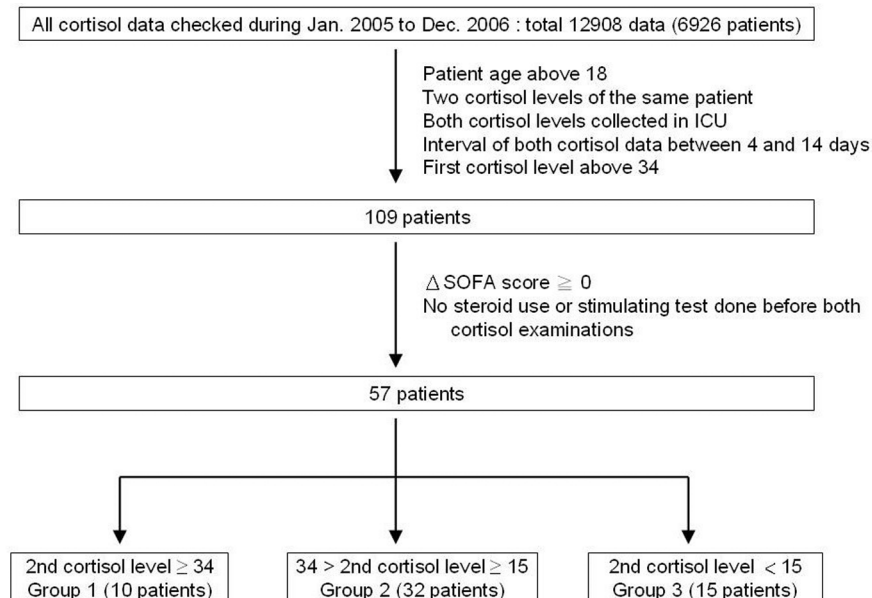 All cortisol data checked during Jan. 2005 to Dec. 2006 : total 12908 data (6926 patients)
Patient age above 18
Two cortisol levels of the same patient
Both cortisol levels collected in ICU
Interval of both cortisol data between 4 and 14 days
First cortisol level above 34
109 patients
Δ SOFA score ≧ 0
No steroid use or stimulating test done before both
cortisol examinations
57 patients
2nd cortisol level ≥ 34
Group 1 (10 patients)
34 > 2nd cortisol level ≥ 15
Group 2 (32 patients)
2nd cortisol level < 15
Group 3 (15 patients)